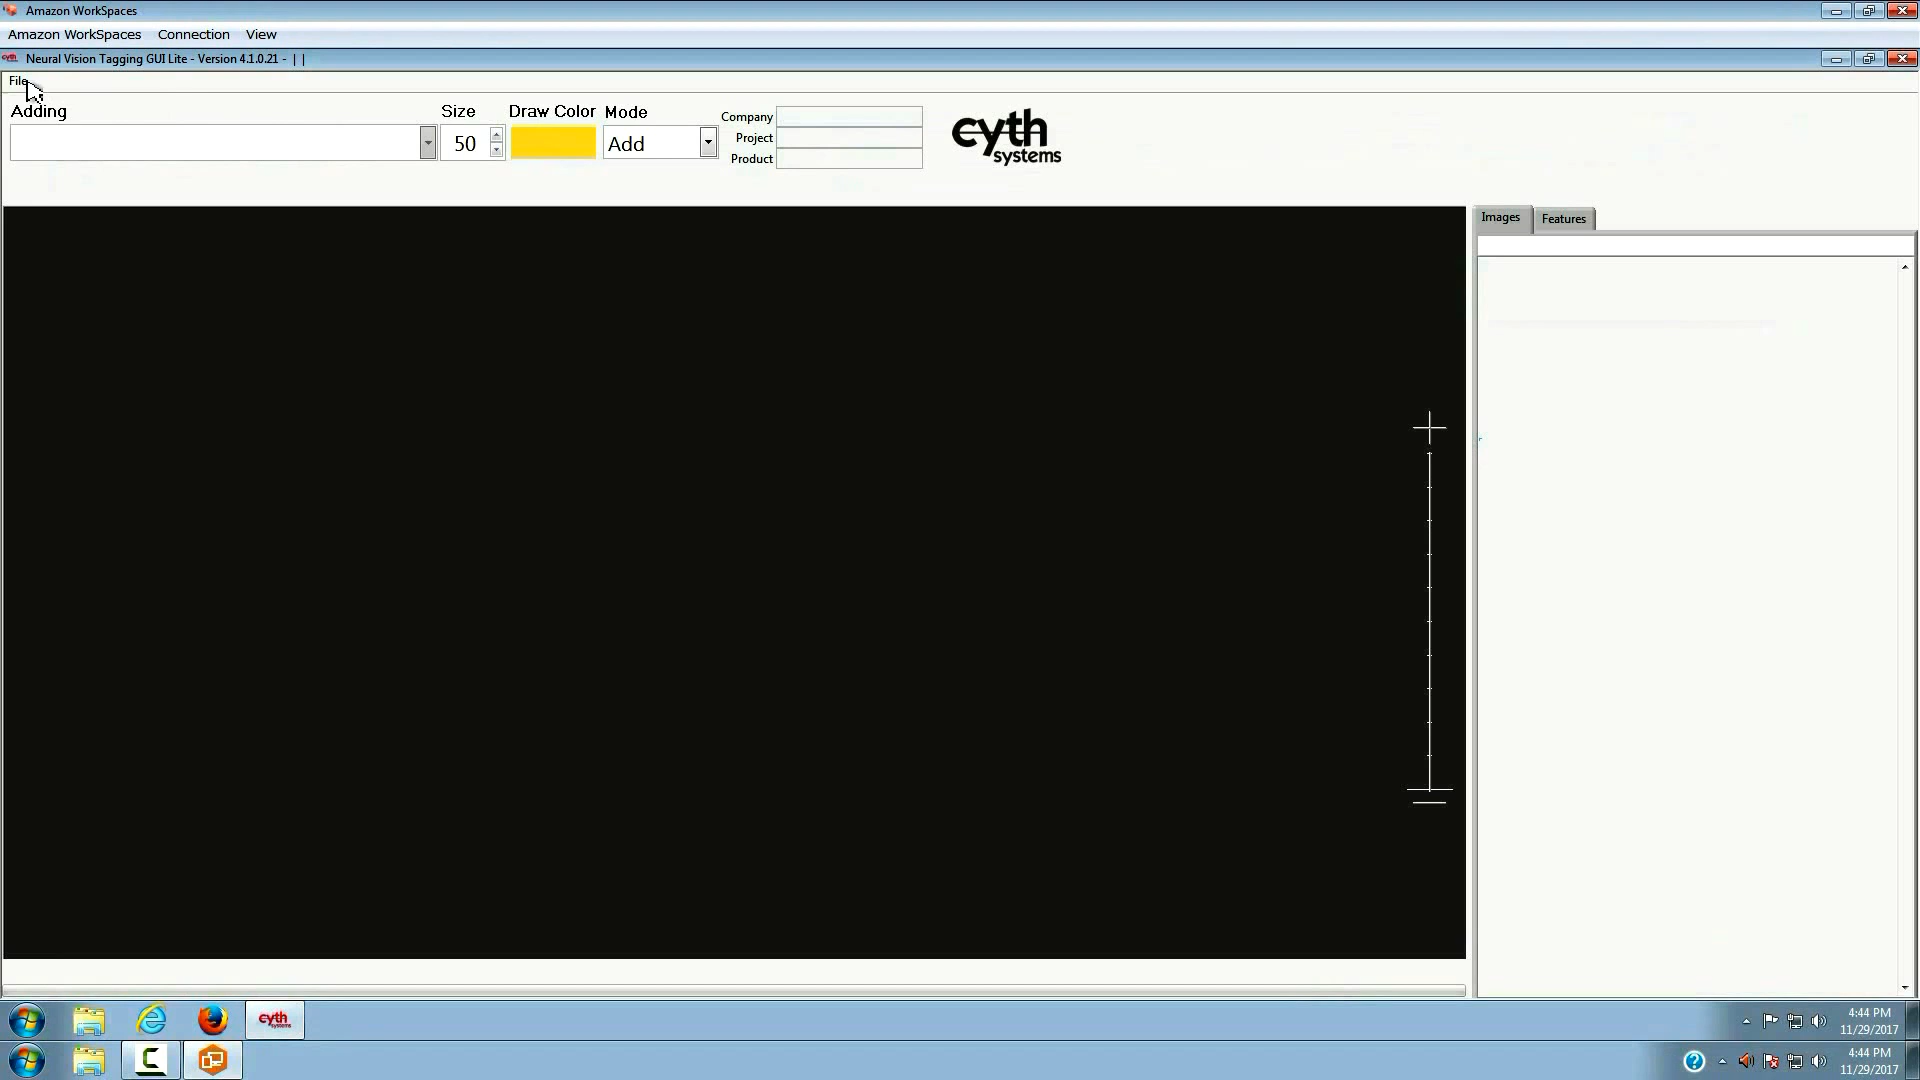 Amazon WorkSpaces
Amazon WorkSpaces Connection View
Neural Vision Tagging GUI Lite - Version 4.1.0.21 - | |
File
Adding Size Draw Color Mode
50 Add
Company
Project
Product
cyth
systems
Images Features
cyth
systems
4:44 PM
11/29/2017
4:44 PM
11/29/2017